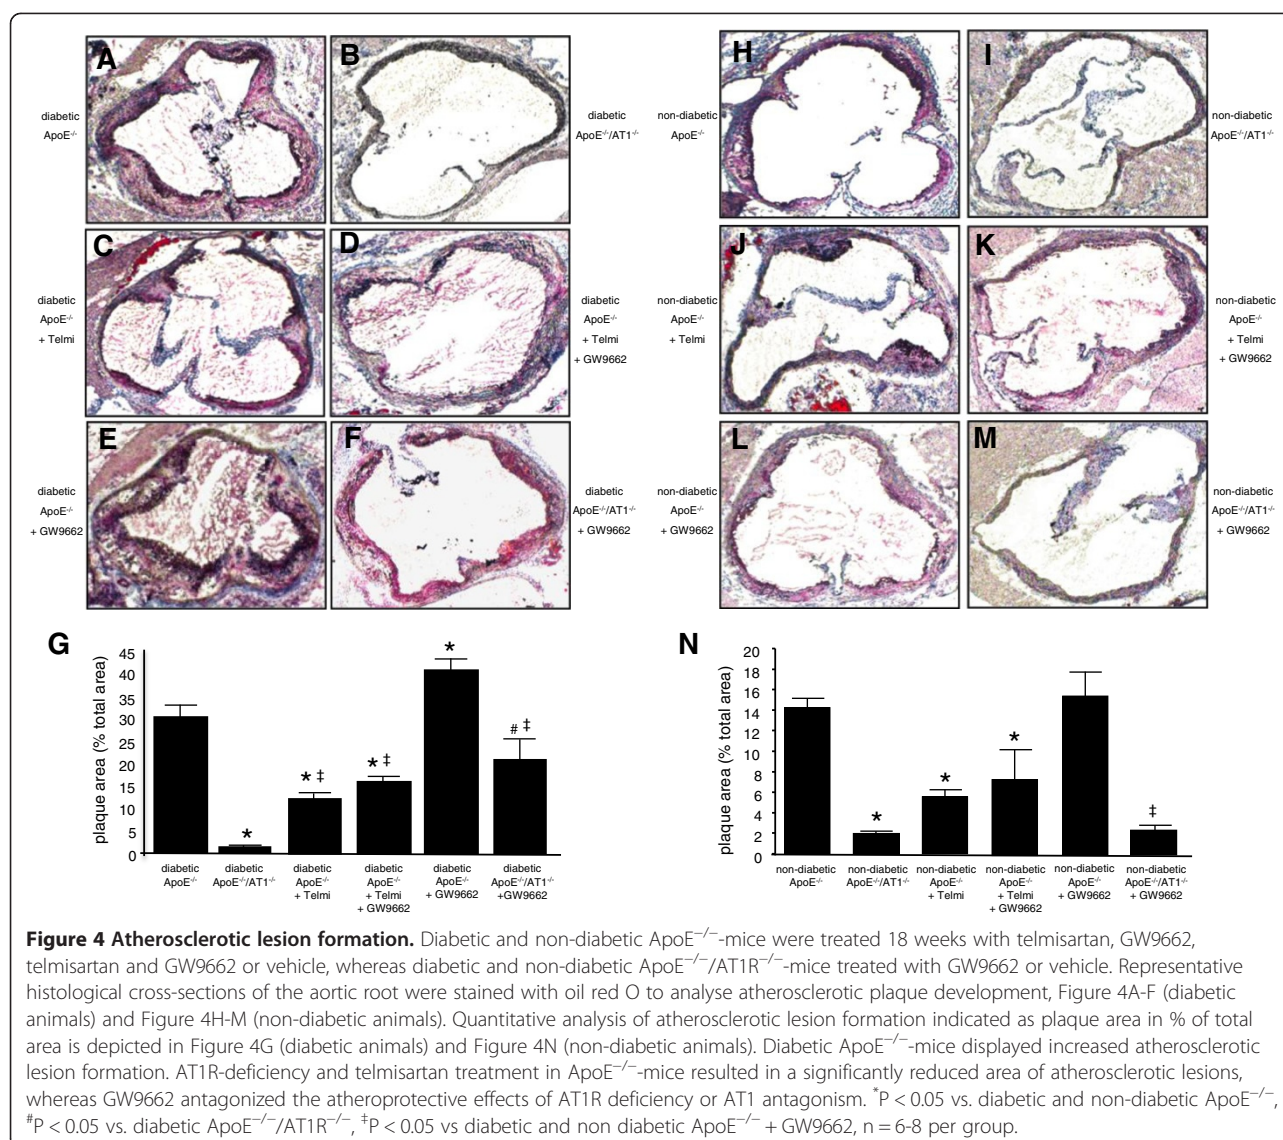 A
B
diabetic
ApoE⁻/⁻
diabetic
ApoE⁻/⁻/AT1⁻/⁻
C
D
diabetic
ApoE⁻/⁻
+ Telmi
diabetic
ApoE⁻/⁻
+ Telmi
+ GW9662
E
F
diabetic
ApoE⁻/⁻
+ GW9662
diabetic
ApoE⁻/⁻/AT1⁻/⁻
+ GW9662
H
I
non-diabetic
ApoE⁻/⁻
non-diabetic
ApoE⁻/⁻/AT1⁻/⁻
J
K
non-diabetic
ApoE⁻/⁻
+ Telmi
non-diabetic
ApoE⁻/⁻
+ Telmi
+ GW9662
L
M
non-diabetic
ApoE⁻/⁻
+ GW9662
non-diabetic
ApoE⁻/⁻/AT1⁻/⁻
+ GW9662
G
plaque area (% total area)
45
40
35
30
25
20
15
10
5
0
*
* ‡
* ‡
*
# ‡
diabetic
ApoE⁻/⁻
diabetic
ApoE⁻/⁻/AT1⁻/⁻
diabetic
ApoE⁻/⁻
+ Telmi
diabetic
ApoE⁻/⁻
+ Telmi
+ GW9662
diabetic
ApoE⁻/⁻
+ GW9662
diabetic
ApoE⁻/⁻/AT1⁻/⁻
+GW9662
N
plaque area (% total area)
20
18
16
14
12
10
8
6
4
2
0
*
*
*
‡
non-diabetic
ApoE⁻/⁻
non-diabetic
ApoE⁻/⁻/AT1⁻/⁻
non-diabetic
ApoE⁻/⁻
+ Telmi
non-diabetic
ApoE⁻/⁻
+ Telmi
+ GW9662
non-diabetic
ApoE⁻/⁻
+ GW9662
non-diabetic
ApoE⁻/⁻/AT1⁻/⁻
+ GW9662
Figure 4 Atherosclerotic lesion formation. Diabetic and non-diabetic ApoE−/−-mice were treated 18 weeks with telmisartan, GW9662,
telmisartan and GW9662 or vehicle, whereas diabetic and non-diabetic ApoE−/−/AT1R−/−-mice treated with GW9662 or vehicle. Representative
histological cross-sections of the aortic root were stained with oil red O to analyse atherosclerotic plaque development, Figure 4A-F (diabetic
animals) and Figure 4H-M (non-diabetic animals). Quantitative analysis of atherosclerotic lesion formation indicated as plaque area in % of total
area is depicted in Figure 4G (diabetic animals) and Figure 4N (non-diabetic animals). Diabetic ApoE−/−-mice displayed increased atherosclerotic
lesion formation. AT1R-deficiency and telmisartan treatment in ApoE−/−-mice resulted in a significantly reduced area of atherosclerotic lesions,
whereas GW9662 antagonized the atheroprotective effects of AT1R deficiency or AT1 antagonism. *P < 0.05 vs. diabetic and non-diabetic ApoE−/−,
#P < 0.05 vs. diabetic ApoE−/−/AT1R−/−, ‡P < 0.05 vs diabetic and non diabetic ApoE−/− + GW9662, n = 6-8 per group.